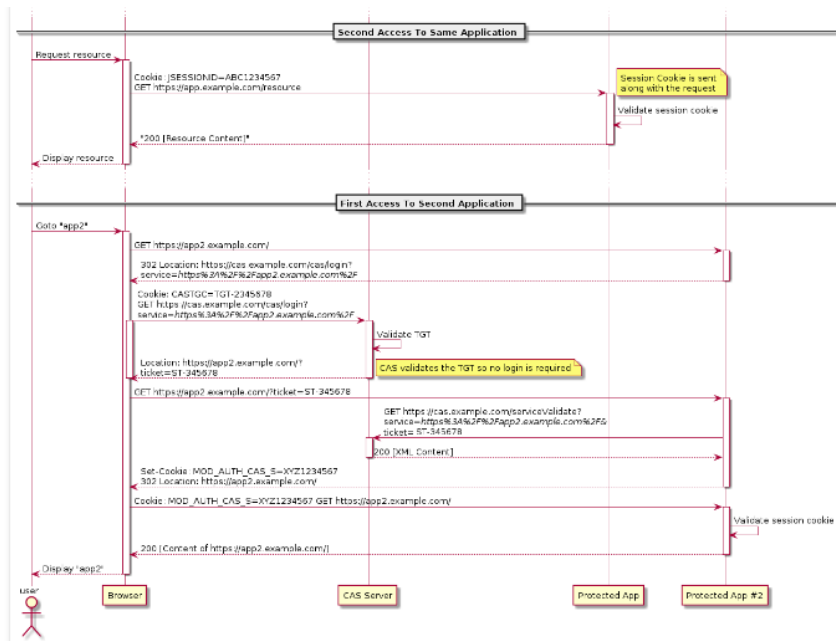 Second Access To Same Application
Request resource
Cookie: JSESSIONID=ABC1234567
GET https://app.example.com/resource
Session Cookie is sent
along with the request
Validate session cookie
"200 [Resource Content]"
Display resource
First Access To Second Application
Goto "app2"
GET https://app2.example.com/
302 Location: https://cas.example.com/cas/login?
service=https%3A%2F%2Fapp2.example.com%2F
Cookie: CASTGC=TGT-2345678
GET https://cas.example.com/cas/login?
service=https%3A%2F%2Fapp2.example.com%2F
Validate TGT
Location: https://app2.example.com/?
ticket=ST-345678
CAS validates the TGT so no login is required
GET https://app2.example.com/?ticket=ST-345678
GET https://cas.example.com/serviceValidate?
service=https%3A%2F%2Fapp2.example.com%2F&
ticket= ST-345678
200 [XML Content]
Set-Cookie: MOD_AUTH_CAS_S=XYZ1234567
302 Location: https://app2.example.com/
Cookie: MOD_AUTH_CAS_S=XYZ1234567 GET https://app2.example.com/
Validate session cookie
200 [Content of https://app2.example.com/]
Display "app2"
user
Browser
CAS Server
Protected App
Protected App #2